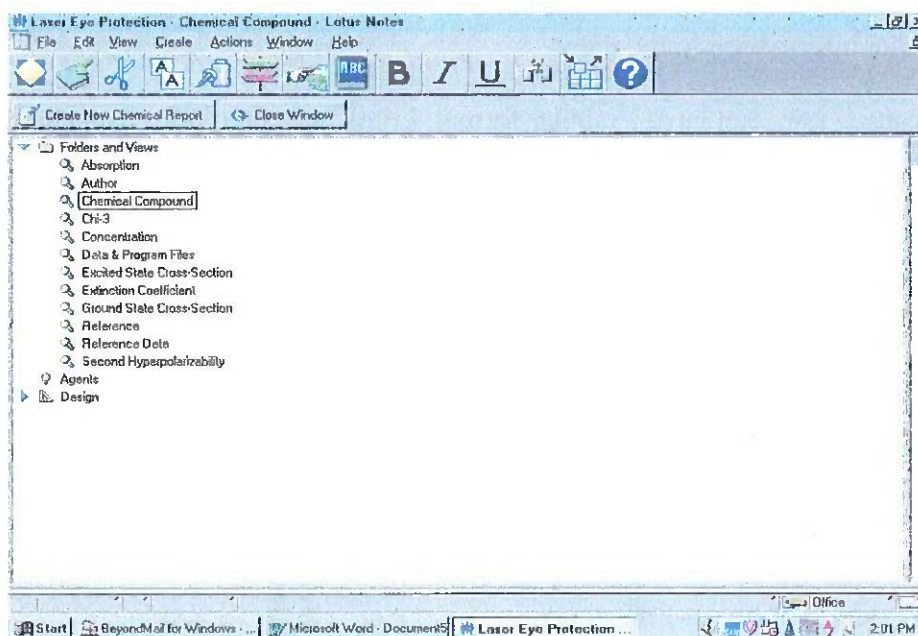 Laser Eye Protection - Chemical Compound - Lotus Notes
File Edit View Create Actions Window Help
A A ABC B I U ?
Create New Chemical Report Close Window
Folders and Views
Absorption
Author
Chemical Compound
Chi-3
Concentration
Data & Program Files
Excited State Cross-Section
Extinction Coefficient
Ground State Cross-Section
Reference
Reference Data
Second Hyperpolarizability
Agents
Design
Office
Start BeyondMail for Windows - ... Microsoft Word - Document5 Laser Eye Protection ... 2:01 PM